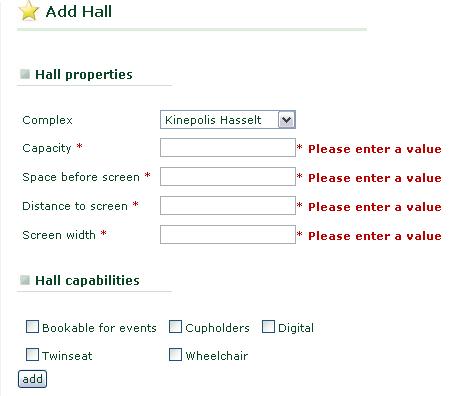 Add Hall
Hall properties
Complex Kinepolis Hasselt
Capacity * * Please enter a value
Space before screen * * Please enter a value
Distance to screen * * Please enter a value
Screen width * * Please enter a value
Hall capabilities
Bookable for events Cupholders Digital
Twinseat Wheelchair
add